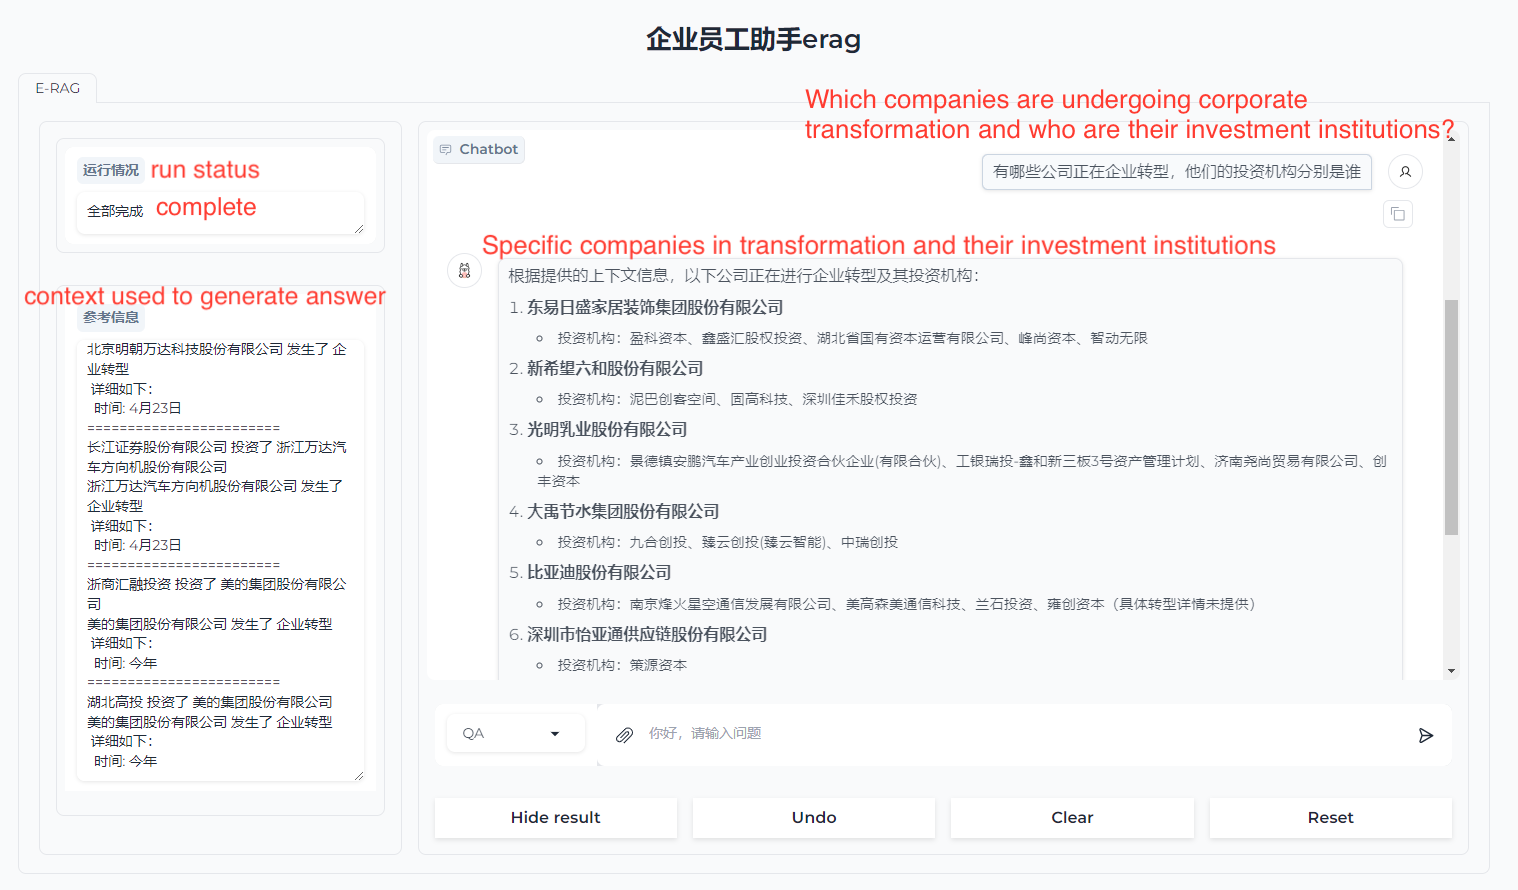 企业员工助手erag
E-RAG
运行情况 run status
全部完成 complete
context used to generate answer
参考信息
北京明朝万达科技股份有限公司 发生了 企
业转型
详细如下:
时间: 4月23日
========================
长江证券股份有限公司 投资了 浙江万达汽
车方向机股份有限公司
浙江万达汽车方向机股份有限公司 发生了
企业转型
详细如下:
时间: 4月23日
========================
浙商汇融投资 投资了 美的集团股份有限公
司
美的集团股份有限公司 发生了 企业转型
详细如下:
时间: 今年
========================
湖北高投 投资了 美的集团股份有限公司
美的集团股份有限公司 发生了 企业转型
详细如下:
时间: 今年
Which companies are undergoing corporate
transformation and who are their investment institutions?
Chatbot
有哪些公司正在企业转型，他们的投资机构分别是谁
Specific companies in transformation and their investment institutions
根据提供的上下文信息，以下公司正在进行企业转型及其投资机构：
1. 东易日盛家居装饰集团股份有限公司
投资机构：盈科资本、鑫盛汇股权投资、湖北省国有资本运营有限公司、峰尚资本、智动无限
2. 新希望六和股份有限公司
投资机构：泥巴创客空间、固高科技、深圳佳禾股权投资
3. 光明乳业股份有限公司
投资机构：景德镇安鹏汽车产业创业投资合伙企业(有限合伙)、工银瑞投-鑫和新三板3号资产管理计划、济南尧尚贸易有限公司、创
丰资本
4. 大禹节水集团股份有限公司
投资机构：九合创投、臻云创投(臻云智能)、中瑞创投
5. 比亚迪股份有限公司
投资机构：南京烽火星空通信发展有限公司、美高森美通信科技、兰石投资、雍创资本（具体转型详情未提供）
6. 深圳市怡亚通供应链股份有限公司
投资机构：策源资本
QA
你好，请输入问题
Hide result
Undo
Clear
Reset